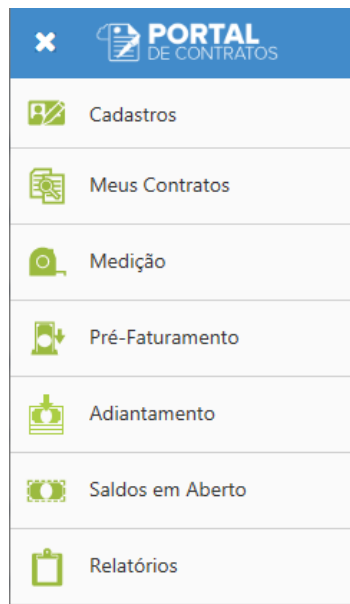 PORTAL
DE CONTRATOS
Cadastros
Meus Contratos
Medição
Pré-Faturamento
Adiantamento
Saldos em Aberto
Relatórios